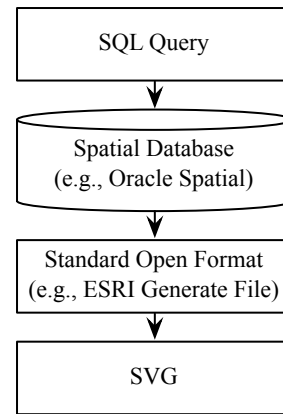 SQL Query
Spatial Database
(e.g., Oracle Spatial)
Standard Open Format
(e.g., ESRI Generate File)
SVG